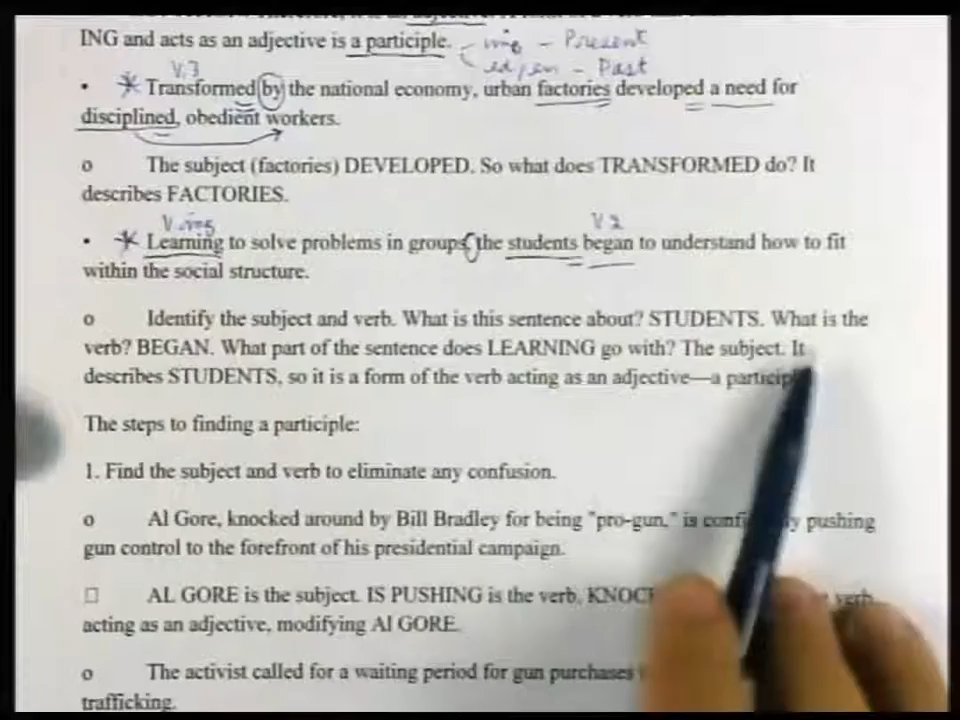 ING and acts as an adjective is a participle. - ing - Present
V.3 ed/en - Past
• * Transformed by the national economy, urban factories developed a need for
disciplined, obedient workers.
o The subject (factories) DEVELOPED. So what does TRANSFORMED do? It
describes FACTORIES.
V.ing V2
• * Learning to solve problems in groups, the students began to understand how to fit
within the social structure.
o Identify the subject and verb. What is this sentence about? STUDENTS. What is the
verb? BEGAN. What part of the sentence does LEARNING go with? The subject. It
describes STUDENTS, so it is a form of the verb acting as an adjective—a
The steps to finding a participle:
1. Find the subject and verb to eliminate any confusion.
o Al Gore, knocked around by Bill Bradley for being "pro-gun," is pushing
gun control to the forefront of his presidential campaign.
□ AL GORE is the subject. IS PUSHING is the verb, verb
acting as an adjective, modifying Al GORE.
o The activist called for a waiting period for gun purchases
trafficking.